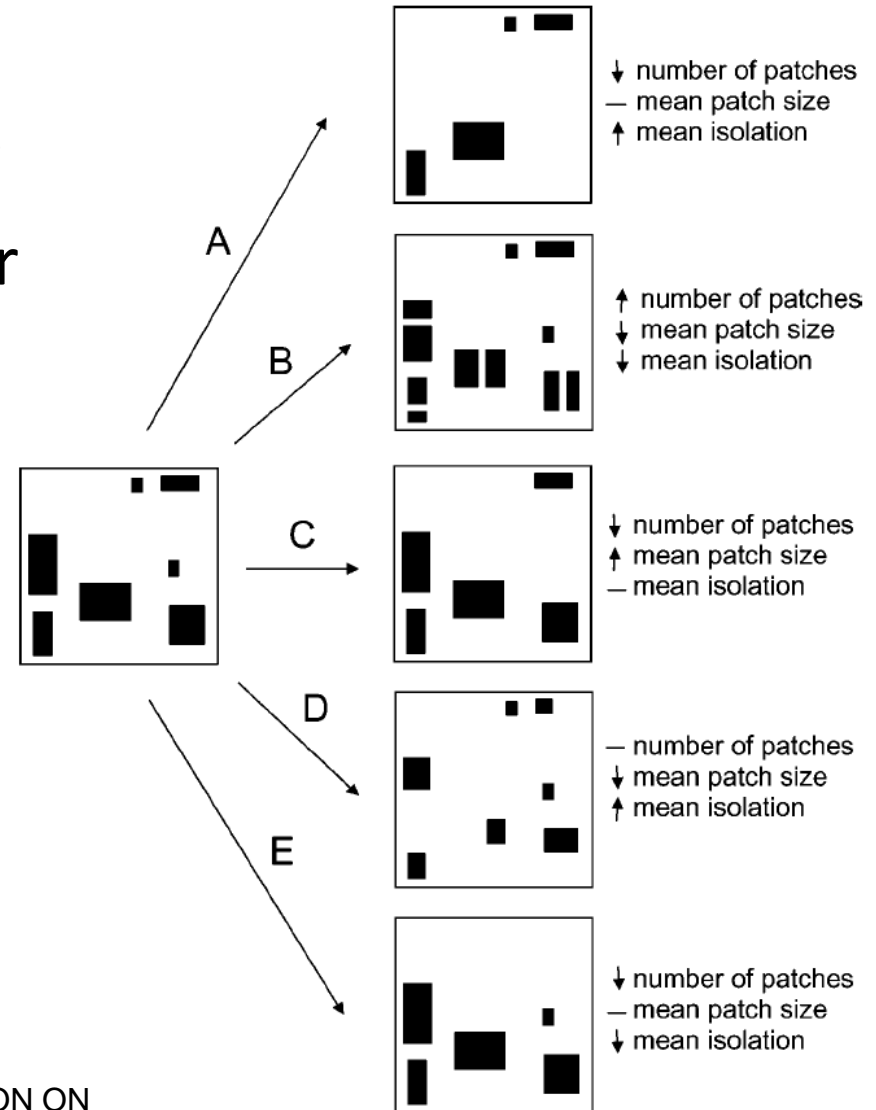 ↓ number of patches
— mean patch size
↑ mean isolation
A
r
↑ number of patches
↓ mean patch size
↓ mean isolation
B
↓ number of patches
↑ mean patch size
— mean isolation
C
D
— number of patches
↓ mean patch size
↑ mean isolation
E
↓ number of patches
— mean patch size
↓ mean isolation
ON ON